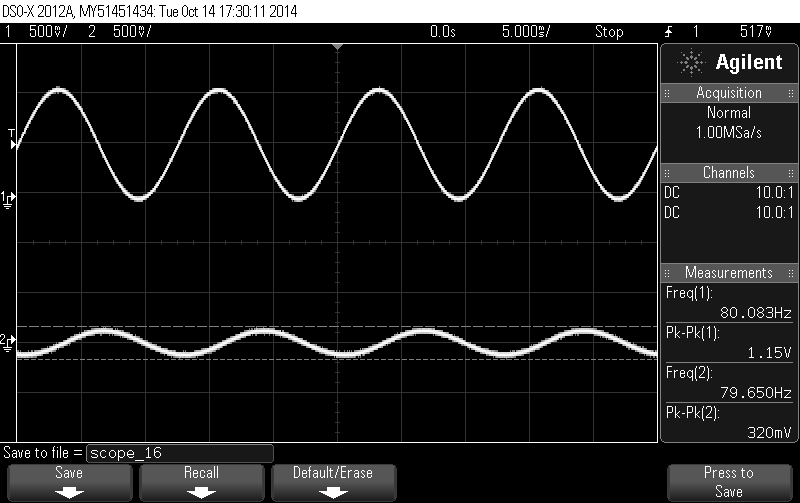 DSO-X 2012A, MY51451434: Tue Oct 14 17:30:11 2014
1 500mV/ 2 500mV/ 0.0s 5.000ms/ Stop 1 517mV
Agilent
Acquisition
Normal
1.00MSa/s
Channels
DC 10.0:1
DC 10.0:1
Measurements
Freq(1):
80.083Hz
Pk-Pk(1):
1.15V
Freq(2):
79.650Hz
Pk-Pk(2):
320mV
T
1
2
Save to file = scope_16
Save
Recall
Default/Erase
Press to
Save